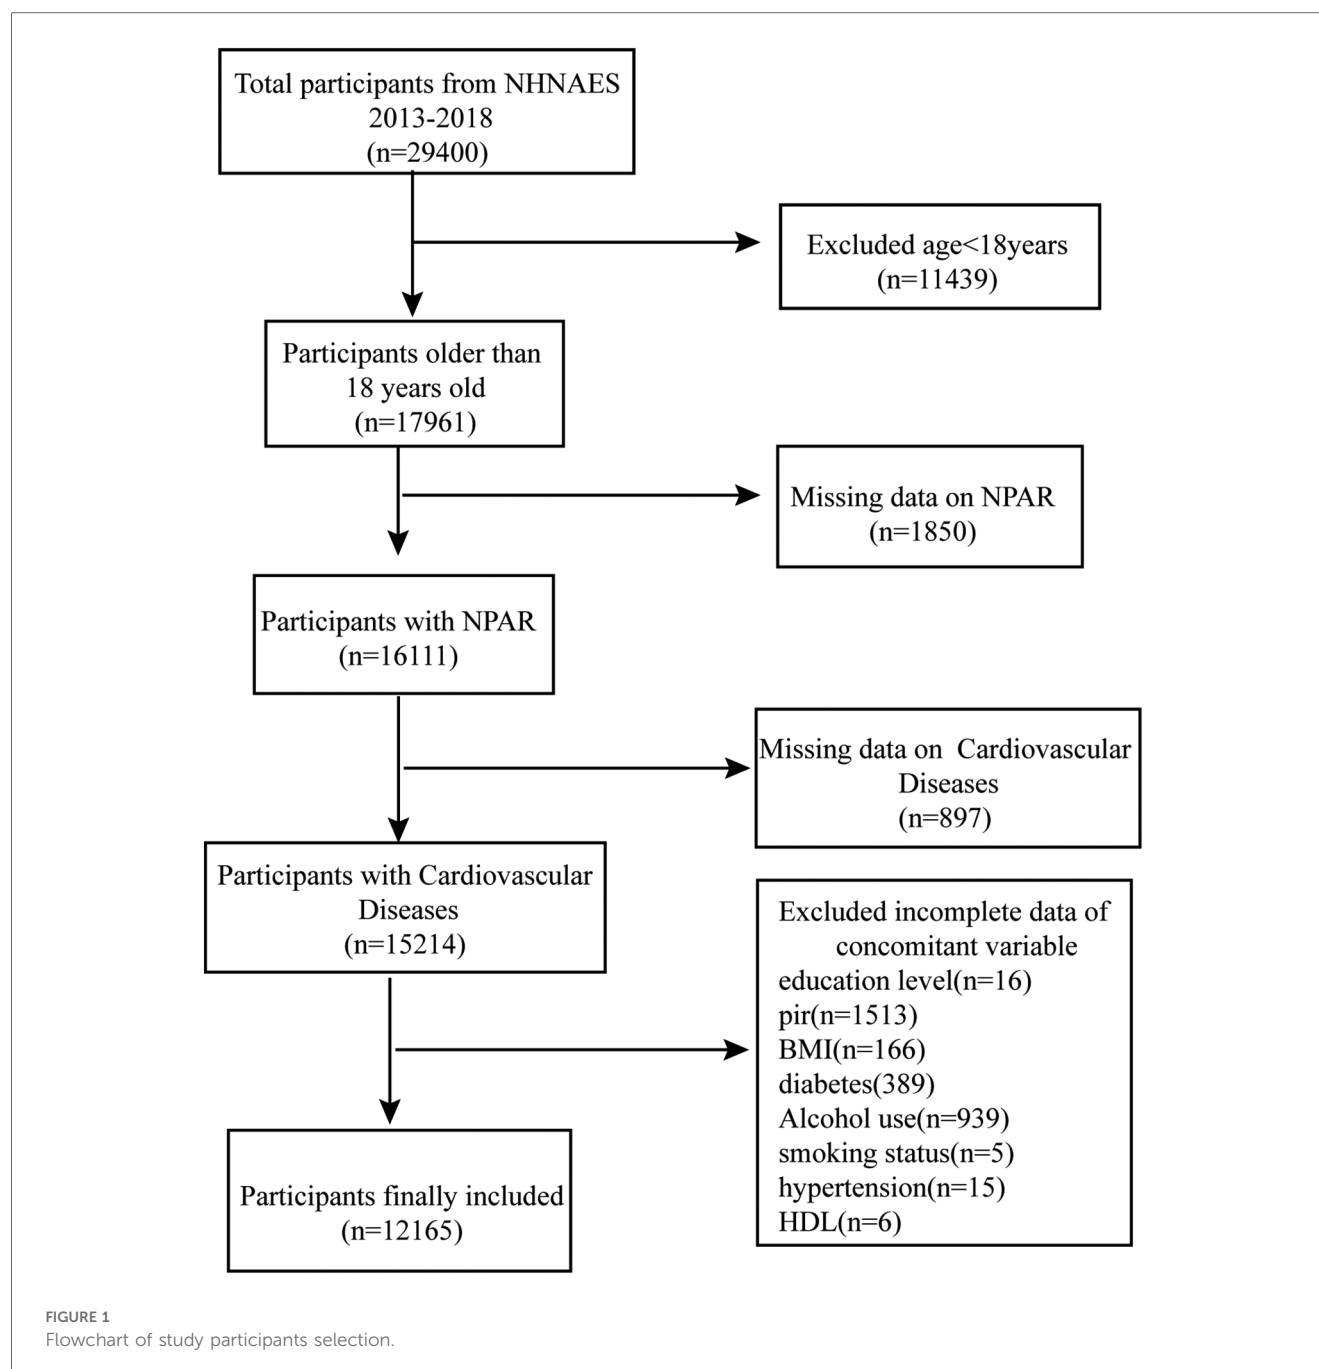 Total participants from NHNAES
2013-2018
(n=29400)
Excluded age<18years
(n=11439)
Participants older than
18 years old
(n=17961)
Missing data on NPAR
(n=1850)
Participants with NPAR
(n=16111)
Missing data on Cardiovascular
Diseases
(n=897)
Participants with Cardiovascular
Diseases
(n=15214)
Excluded incomplete data of
concomitant variable
education level(n=16)
pir(n=1513)
BMI(n=166)
diabetes(389)
Alcohol use(n=939)
smoking status(n=5)
hypertension(n=15)
HDL(n=6)
Participants finally included
(n=12165)
FIGURE 1
Flowchart of study participants selection.